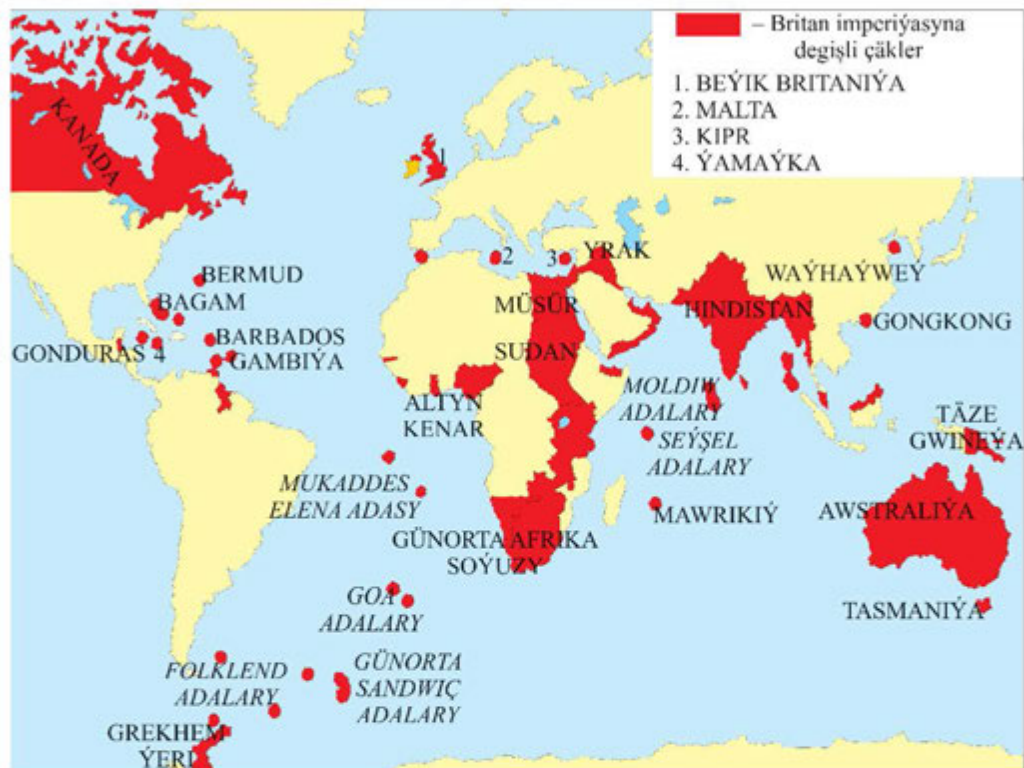 – Britan imperiýasyna
degişli çäkler
1. BEÝIK BRITANIÝA
2. MALTA
3. KIPR
4. ÝAMAÝKA
KANADA
1
2
3
YRAK
BERMUD
WAÝHAÝWEÝ
BAGAM
MÜSÜR
HINDISTAN
GONGKONG
BARBADOS
GONDURAS 4
GAMBIÝA
SUDAN
MOLDIW
ADALARY
ALTYN
KENAR
SEÝŞEL
ADALARY
TÄZE
GWINEÝA
MUKADDES
ELENA ADASY
MAWRIKIÝ
AWSTRALIÝA
GÜNORTA AFRIKA
SOÝUZY
GOA
ADALARY
TASMANIÝA
FOLKLEND
ADALARY
GÜNORTA
SANDWIÇ
ADALARY
GREKHEM
ÝERI